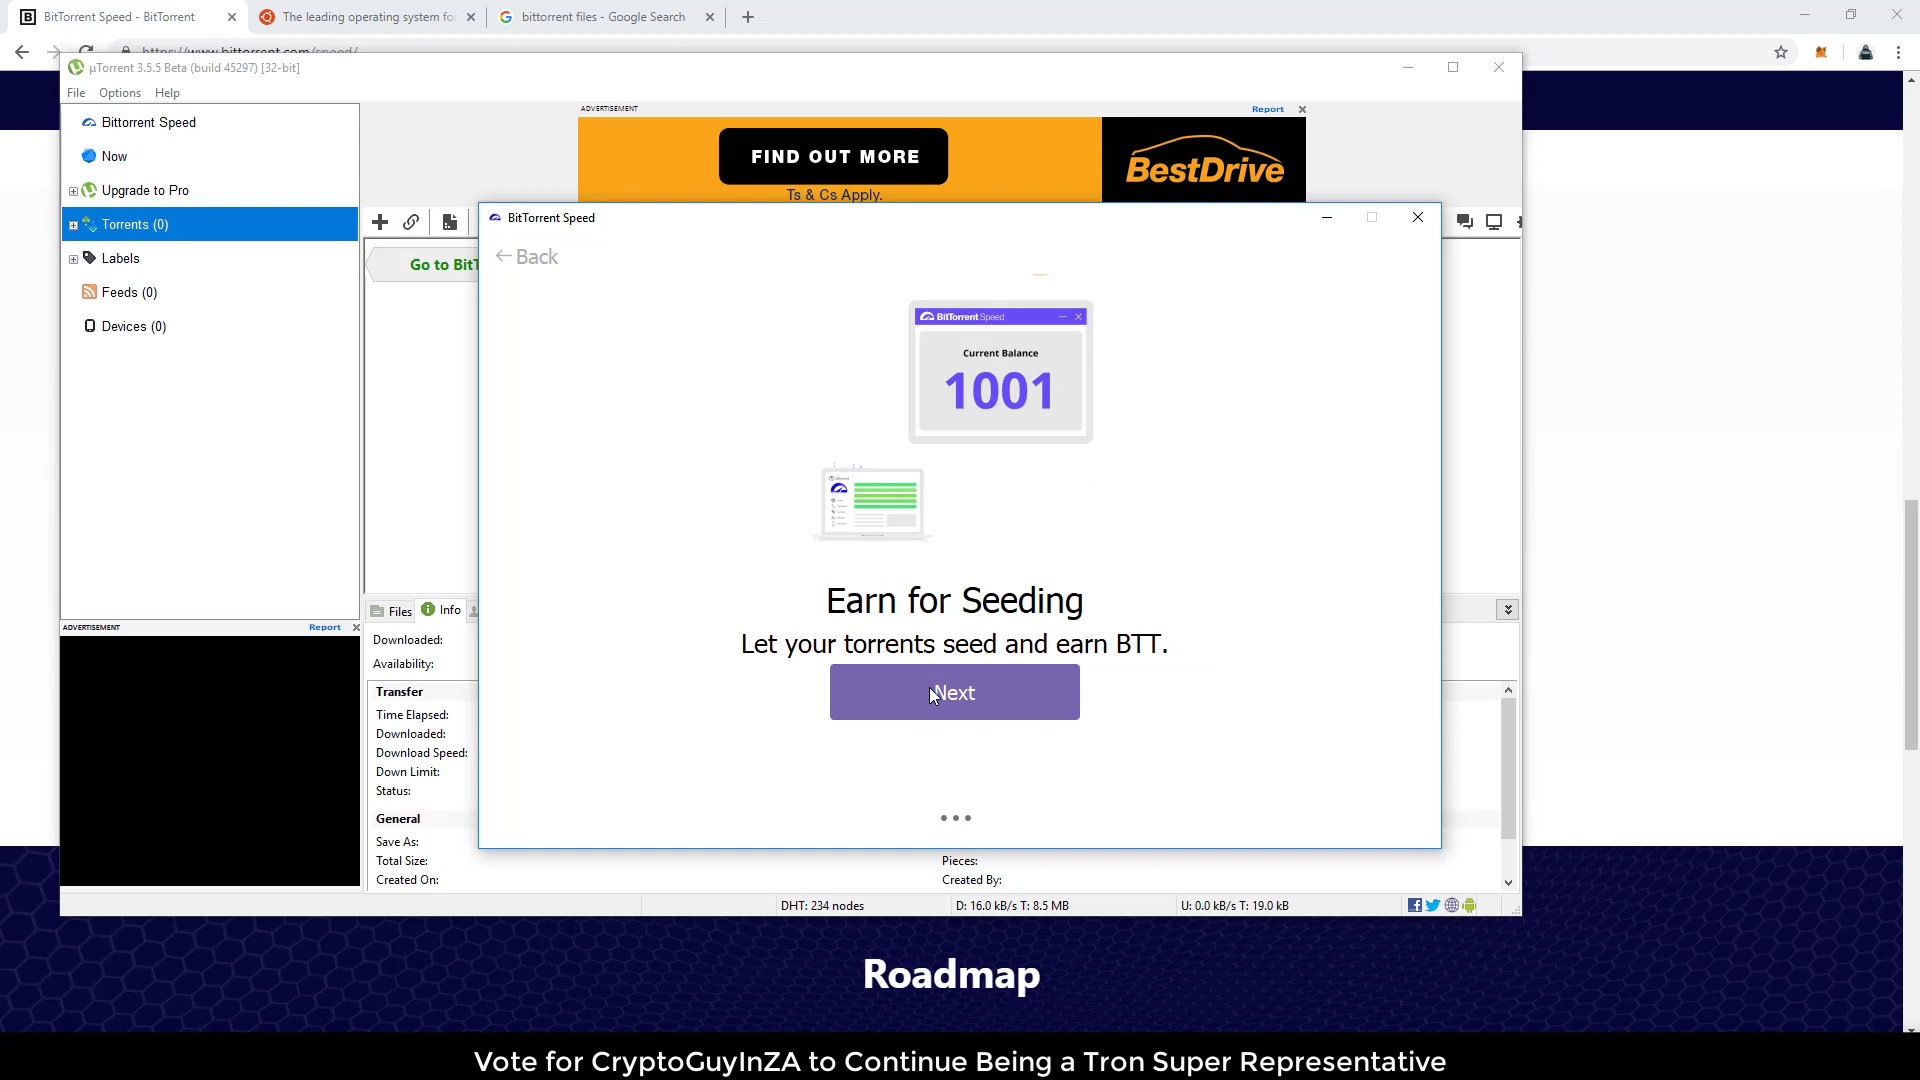 BitTorrent Speed - BitTorrent
The leading operating system fo
bittorrent files - Google Search
https://www.bittorrent.com/speed/
µTorrent 3.5.5 Beta (build 45297) [32-bit]
File Options Help
Bittorrent Speed
Now
Upgrade to Pro
Torrents (0)
Labels
Feeds (0)
Devices (0)
ADVERTISEMENT
Report
FIND OUT MORE
Ts & Cs Apply.
BestDrive
Go to BitT
BitTorrent Speed
Back
BitTorrent Speed
Current Balance
1001
Earn for Seeding
Let your torrents seed and earn BTT.
Next
ADVERTISEMENT
Report
Files
Info
Downloaded:
Availability:
Transfer
Time Elapsed:
Downloaded:
Download Speed:
Down Limit:
Status:
General
Save As:
Total Size:
Pieces:
Created On:
Created By:
DHT: 234 nodes
D: 16.0 kB/s T: 8.5 MB
U: 0.0 kB/s T: 19.0 kB
Roadmap
Vote for CryptoGuyInZA to Continue Being a Tron Super Representative